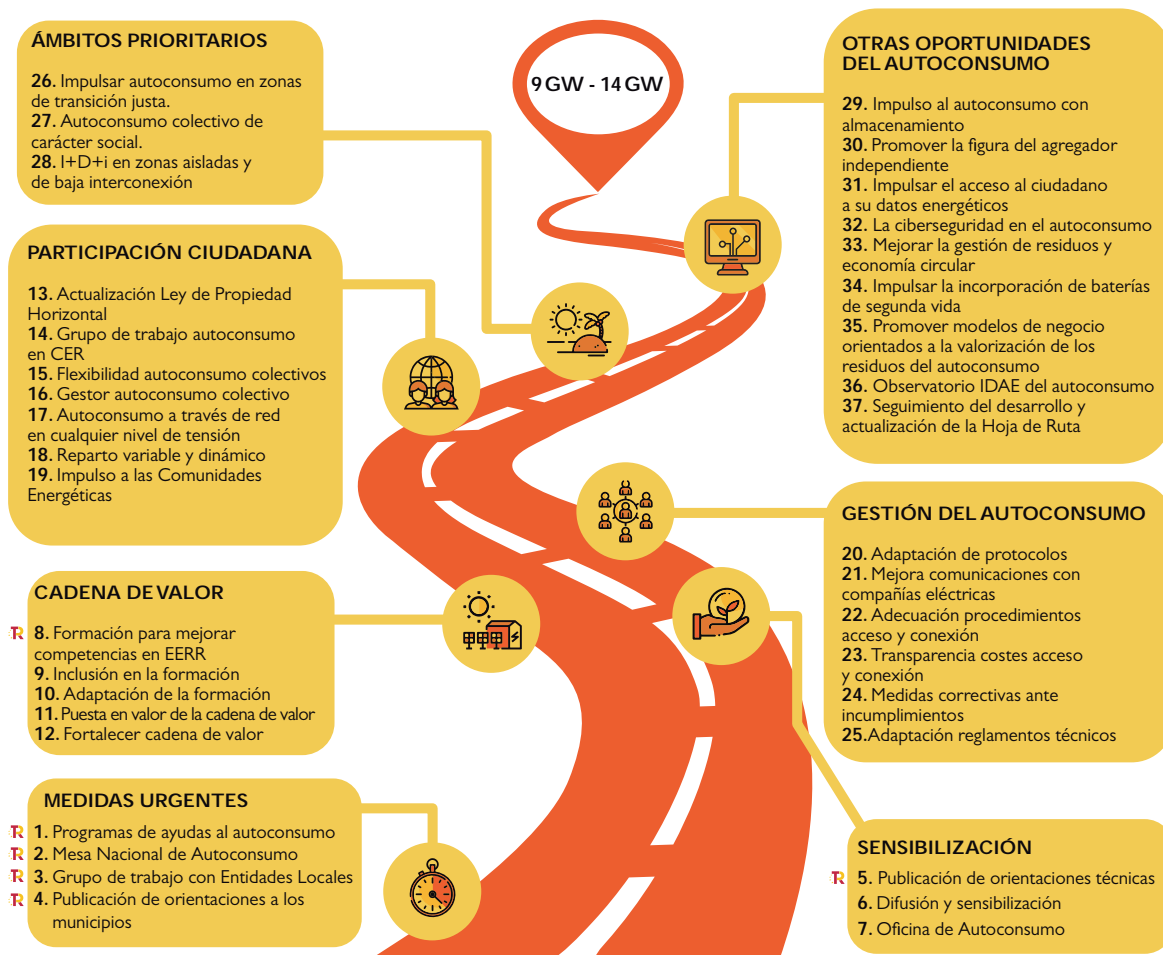 ÁMBITOS PRIORITARIOS
26. Impulsar autoconsumo en zonas
de transición justa.
27. Autoconsumo colectivo de
carácter social.
28. I+D+i en zonas aisladas y
de baja interconexión
9 GW - 14 GW
OTRAS OPORTUNIDADES
DEL AUTOCONSUMO
29. Impulso al autoconsumo con
almacenamiento
30. Promover la figura del agregador
independiente
31. Impulsar el acceso al ciudadano
a su datos energéticos
32. La ciberseguridad en el autoconsumo
33. Mejorar la gestión de residuos y
economía circular
34. Impulsar la incorporación de baterías
de segunda vida
35. Promover modelos de negocio
orientados a la valorización de los
residuos del autoconsumo
36. Observatorio IDAE del autoconsumo
37. Seguimiento del desarrollo y
actualización de la Hoja de Ruta
PARTICIPACIÓN CIUDADANA
13. Actualización Ley de Propiedad
Horizontal
14. Grupo de trabajo autoconsumo
en CER
15. Flexibilidad autoconsumo colectivos
16. Gestor autoconsumo colectivo
17. Autoconsumo a través de red
en cualquier nivel de tensión
18. Reparto variable y dinámico
19. Impulso a las Comunidades
Energéticas
GESTIÓN DEL AUTOCONSUMO
20. Adaptación de protocolos
21. Mejora comunicaciones con
compañías eléctricas
22. Adecuación procedimientos
acceso y conexión
23. Transparencia costes acceso
y conexión
24. Medidas correctivas ante
incumplimientos
25.Adaptación reglamentos técnicos
CADENA DE VALOR
TR 8. Formación para mejorar
competencias en EERR
9. Inclusión en la formación
10. Adaptación de la formación
11. Puesta en valor de la cadena de valor
12. Fortalecer cadena de valor
MEDIDAS URGENTES
TR 1. Programas de ayudas al autoconsumo
TR 2. Mesa Nacional de Autoconsumo
TR 3. Grupo de trabajo con Entidades Locales
TR 4. Publicación de orientaciones a los
municipios
SENSIBILIZACIÓN
TR 5. Publicación de orientaciones técnicas
6. Difusión y sensibilización
7. Oficina de Autoconsumo